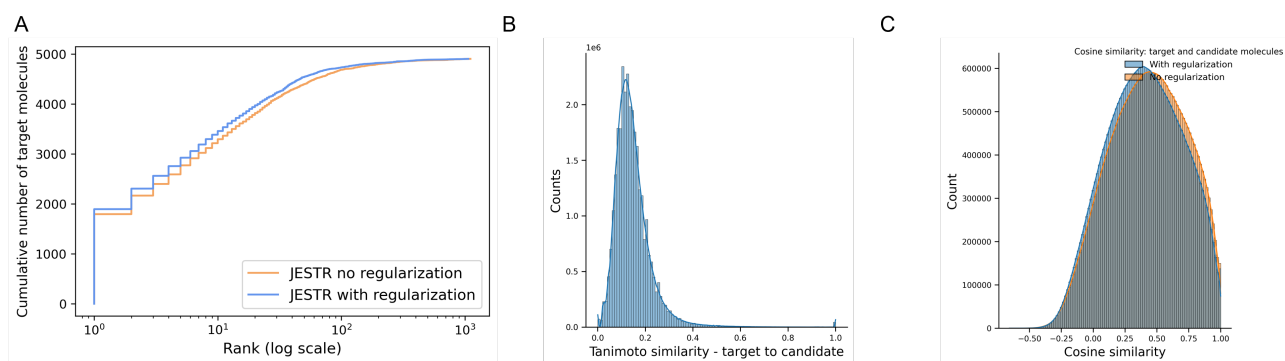 A
B
C
Cumulative number of target molecules
5000
4000
3000
2000
1000
0
10^0
10^1
10^2
10^3
Rank (log scale)
JESTR no regularization
JESTR with regularization
1e6
Counts
2.0
1.5
1.0
0.5
0.0
0.0
0.2
0.4
0.6
0.8
1.0
Tanimoto similarity - target to candidate
Cosine similarity: target and candidate molecules
With regularization
No regularization
Count
600000
500000
400000
300000
200000
100000
0
−0.50
−0.25
0.00
0.25
0.50
0.75
1.00
Cosine similarity